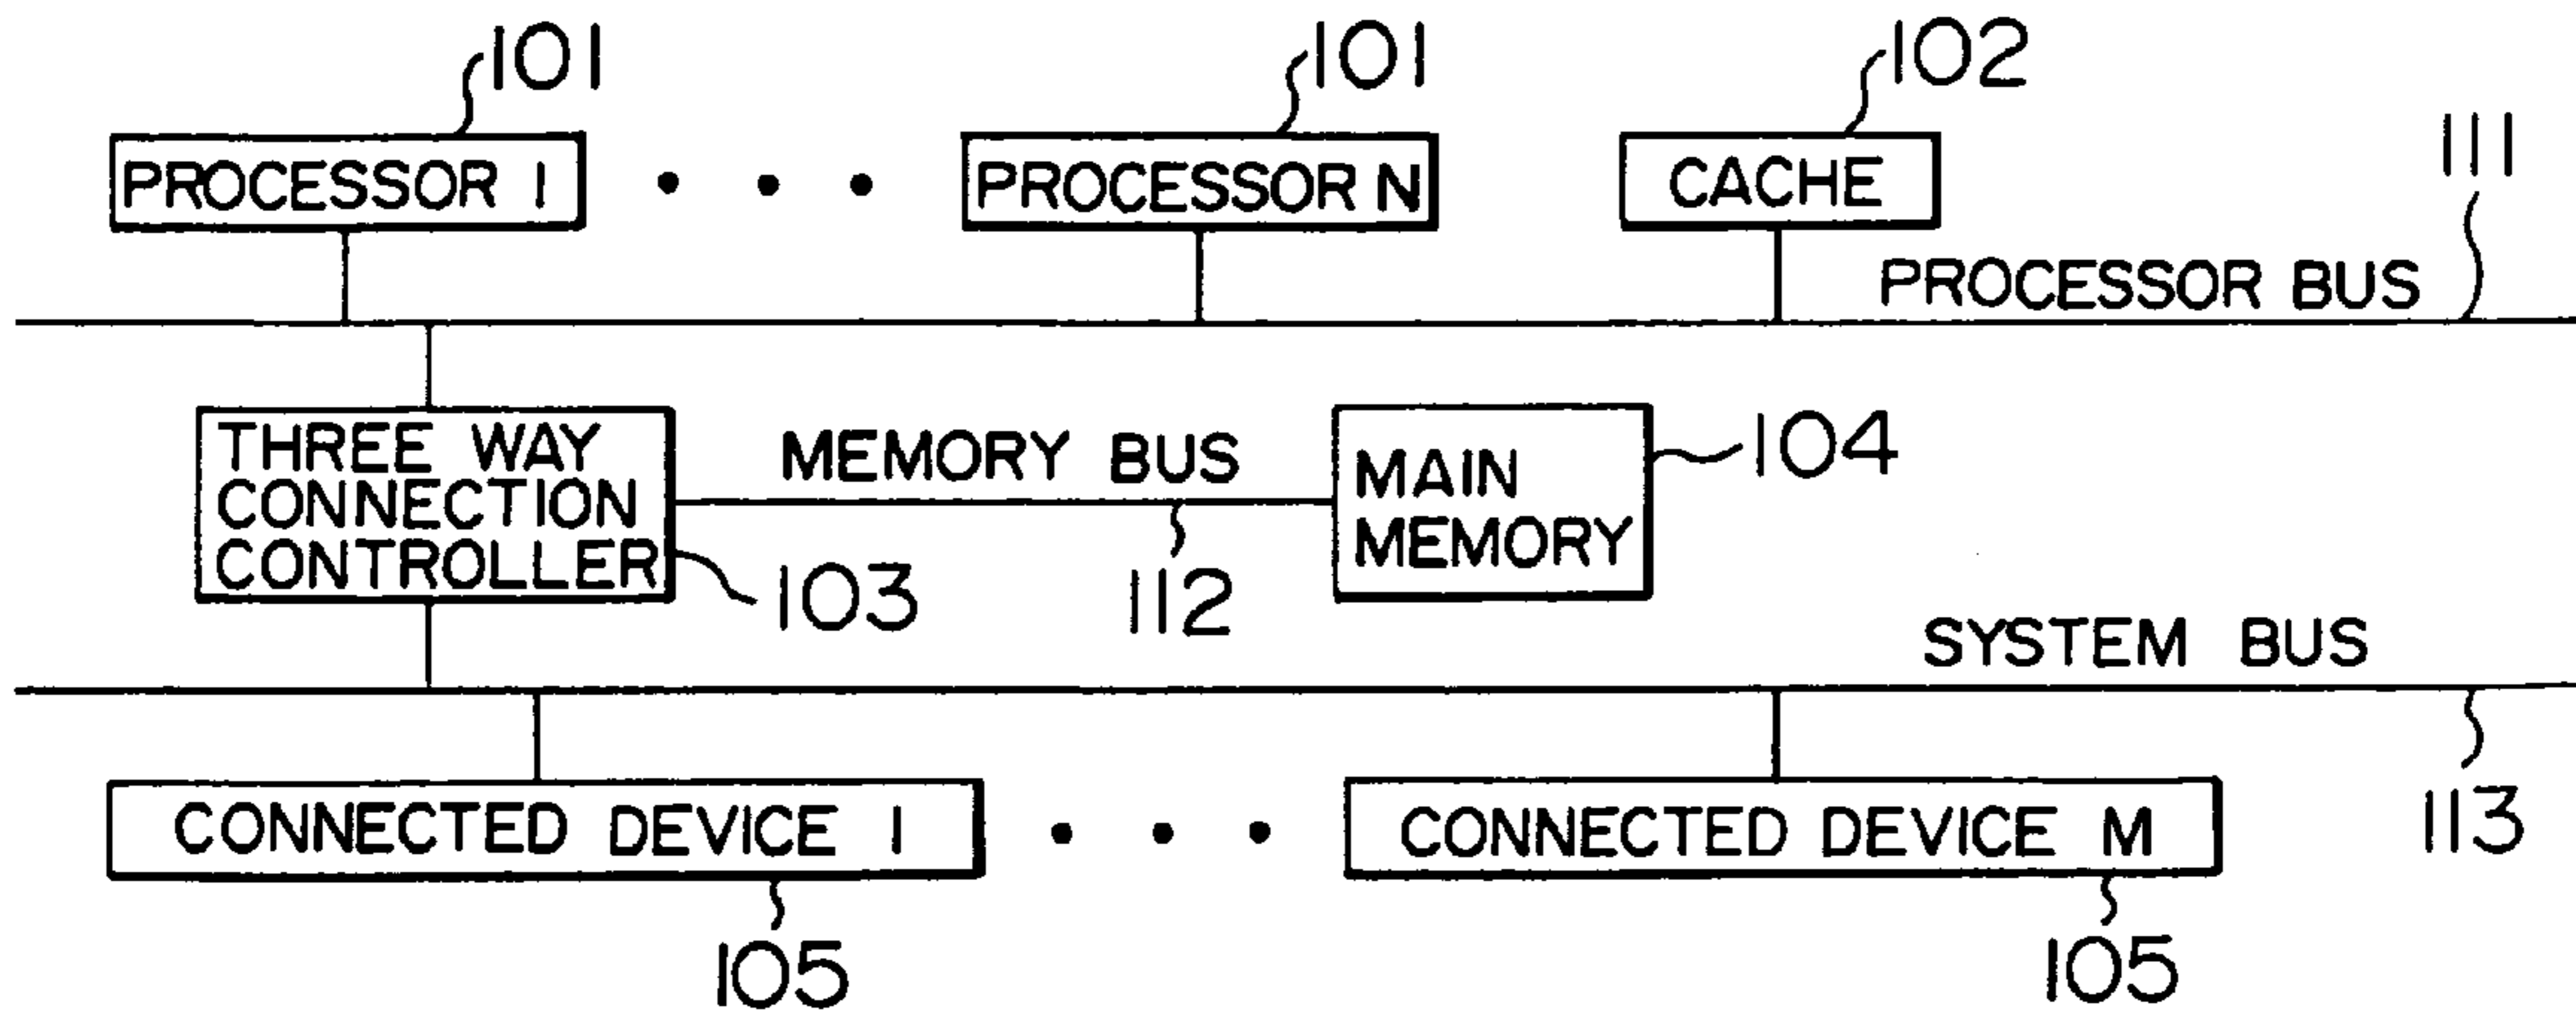 101
101
102
PROCESSOR 1
PROCESSOR N
CACHE
111
PROCESSOR BUS
THREE WAY
CONNECTION
CONTROLLER
MEMORY BUS
MAIN
MEMORY
104
103
112
SYSTEM BUS
CONNECTED DEVICE 1
CONNECTED DEVICE M
113
105
105